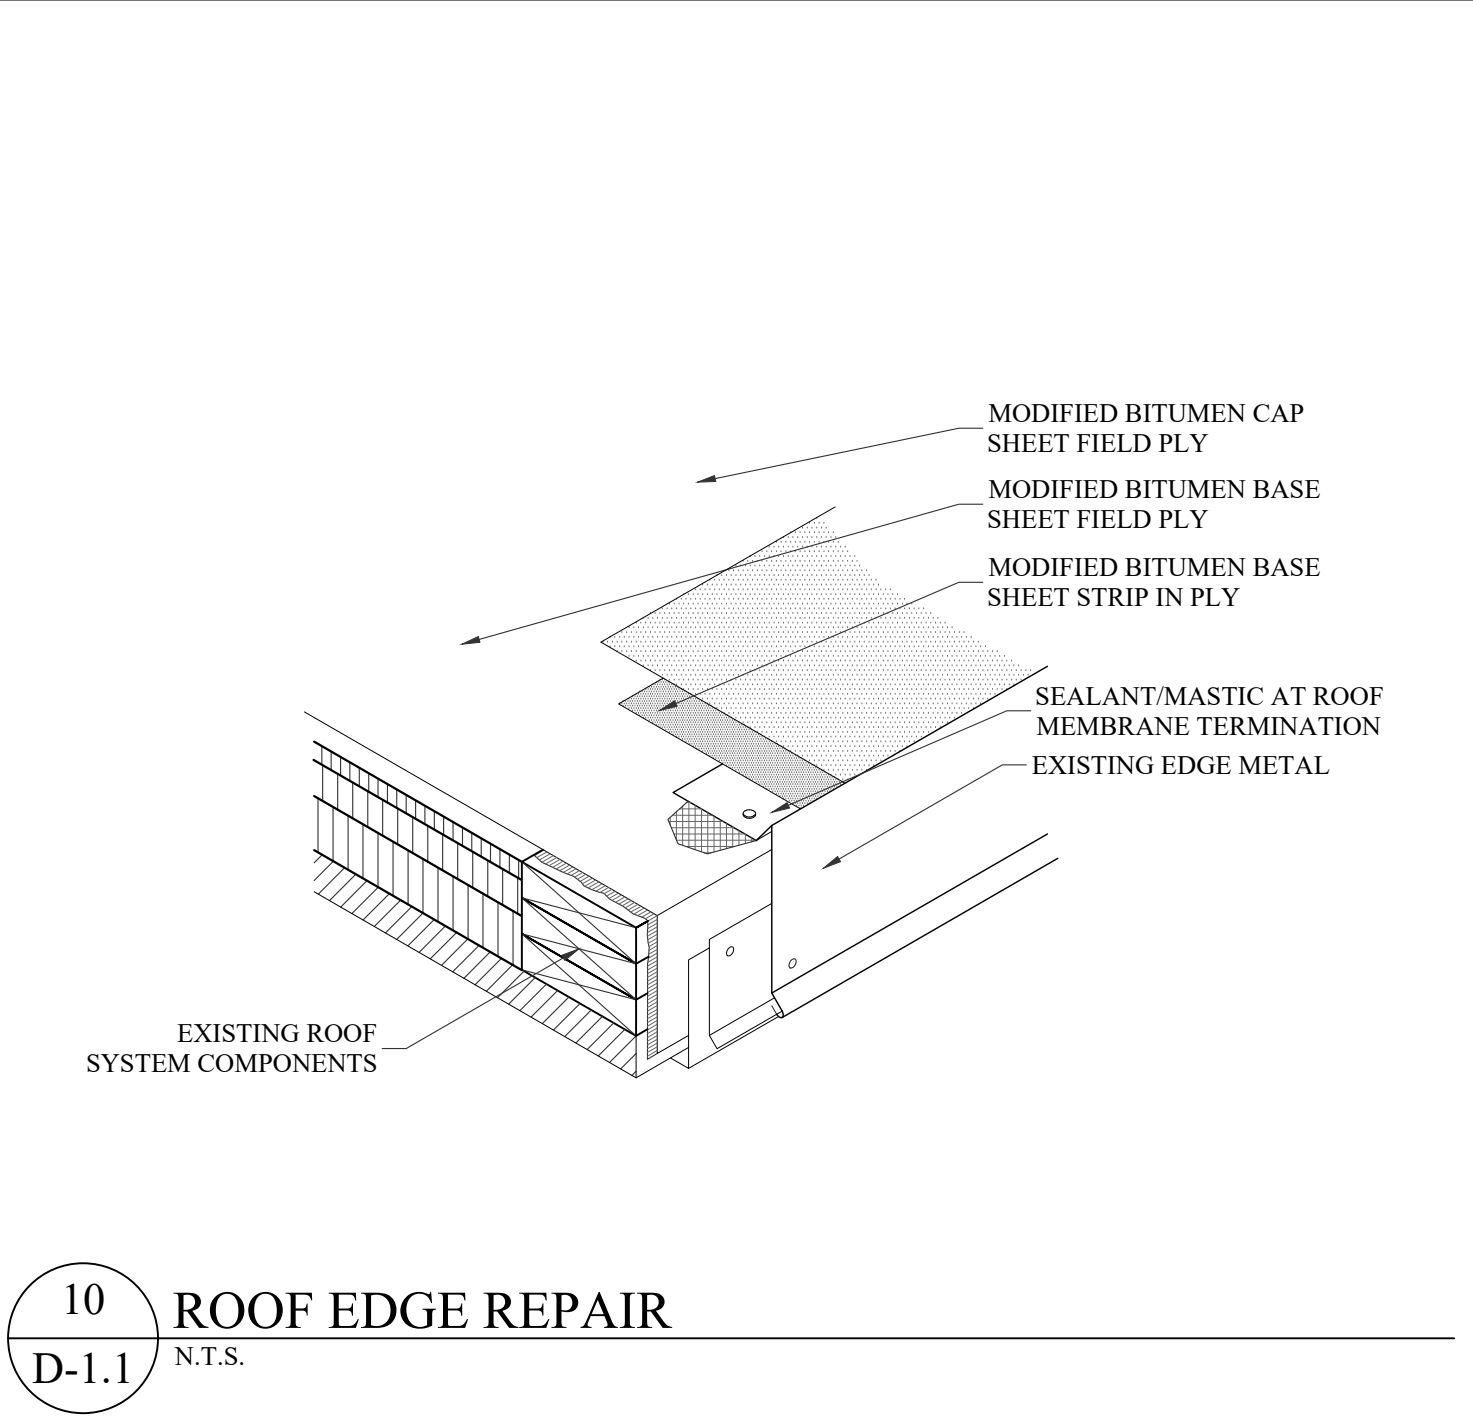 MODIFIED BITUMEN CAP
SHEET FIELD PLY
MODIFIED BITUMEN BASE
SHEET FIELD PLY
MODIFIED BITUMEN BASE
SHEET STRIP IN PLY
SEALANT/MASTIC AT ROOF
MEMBRANE TERMINATION
EXISTING EDGE METAL
EXISTING ROOF
SYSTEM COMPONENTS
10
ROOF EDGE REPAIR
D-1.1
N.T.S.